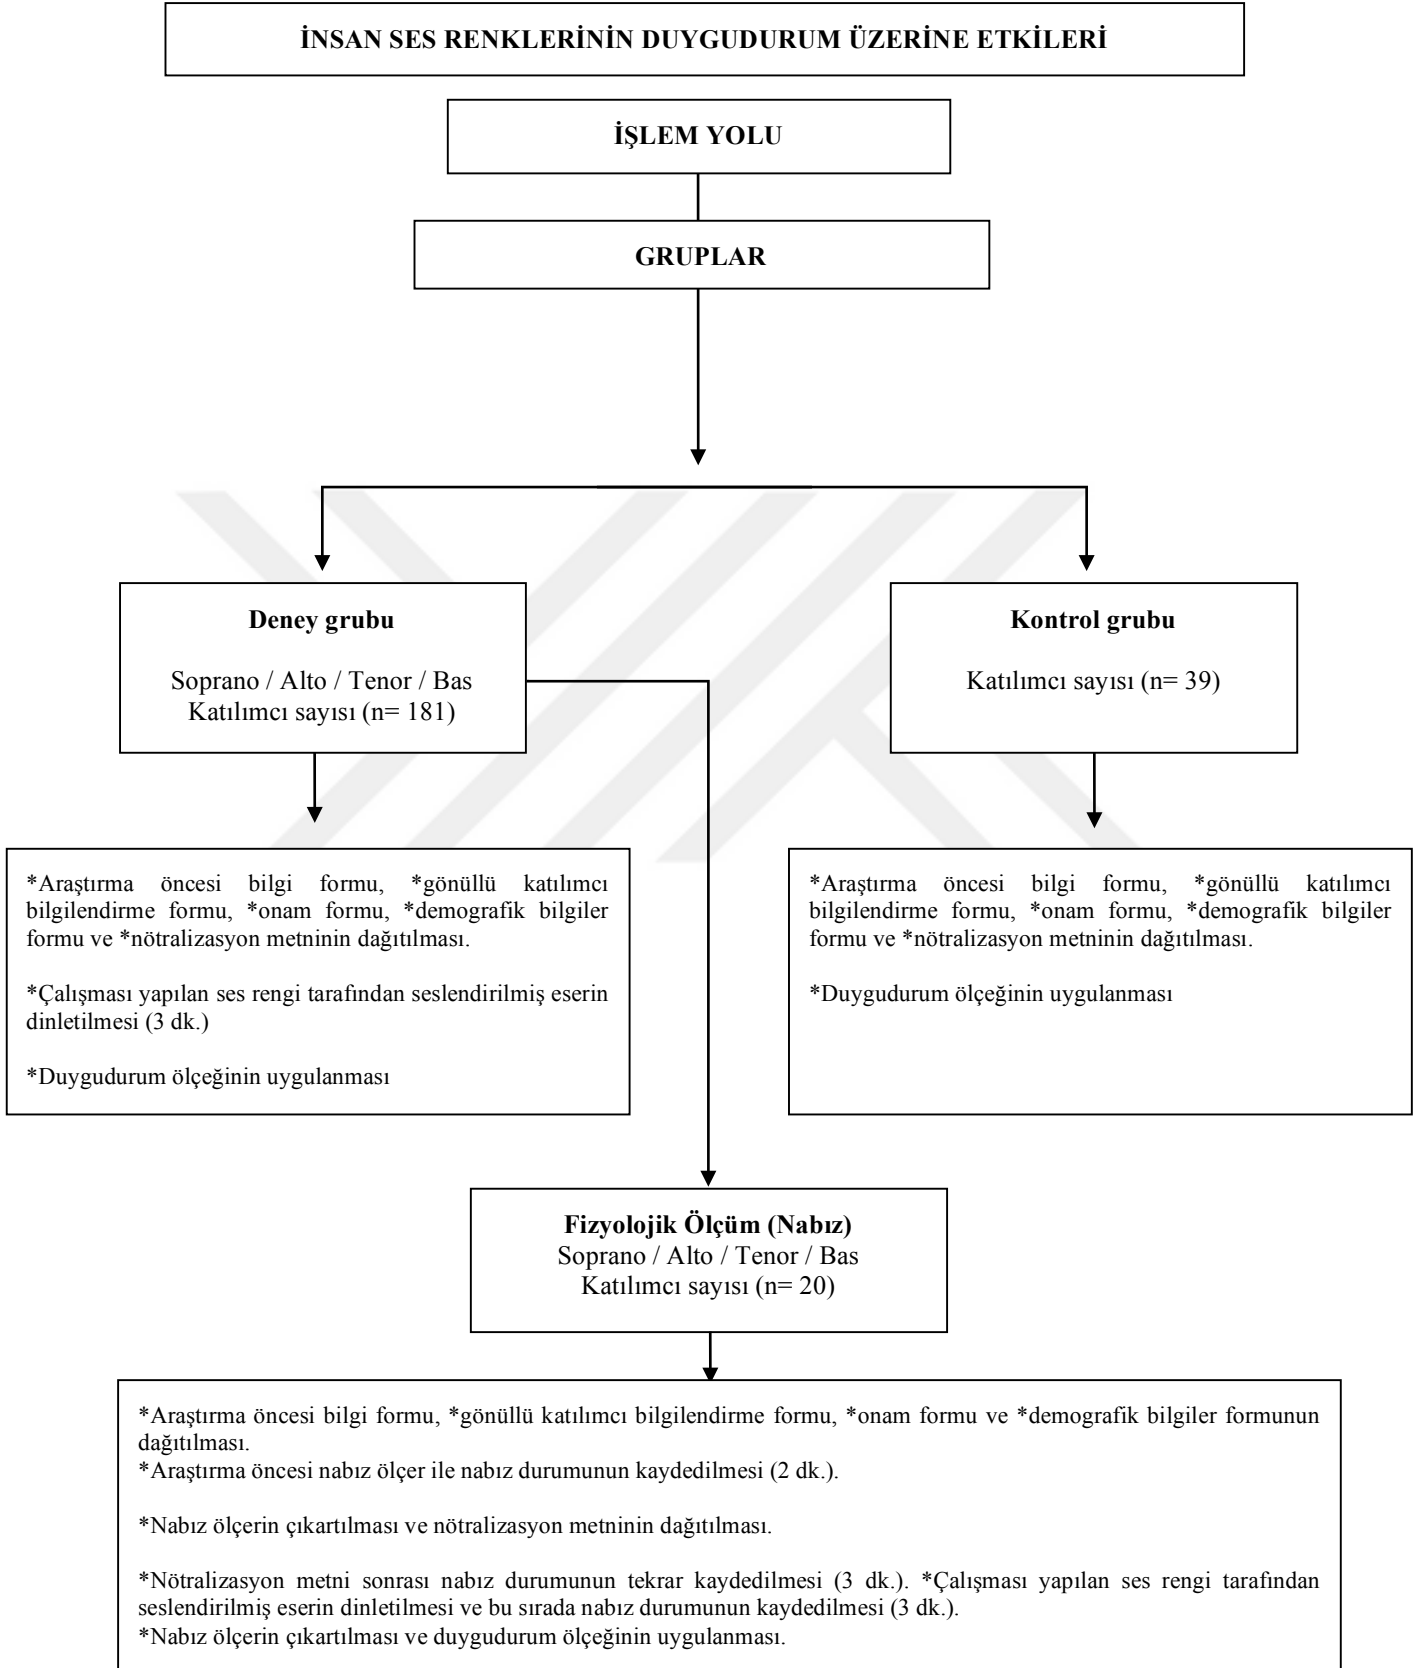 İNSAN SES RENKLERİNİN DUYGUDURUM ÜZERİNE ETKİLERİ
İŞLEM YOLU
GRUPLAR
Deney grubu
Soprano / Alto / Tenor / Bas
Katılımcı sayısı (n= 181)
Kontrol grubu
Katılımcı sayısı (n= 39)
*Araştırma öncesi bilgi formu, *gönüllü katılımcı
bilgilendirme formu, *onam formu, *demografik bilgiler
formu ve *nötralizasyon metninin dağıtılması.
*Çalışması yapılan ses rengi tarafından seslendirilmiş eserin
dinletilmesi (3 dk.)
*Duygudurum ölçeğinin uygulanması
*Araştırma öncesi bilgi formu, *gönüllü katılımcı
bilgilendirme formu, *onam formu, *demografik bilgiler
formu ve *nötralizasyon metninin dağıtılması.
*Duygudurum ölçeğinin uygulanması
Fizyolojik Ölçüm (Nabız)
Soprano / Alto / Tenor / Bas
Katılımcı sayısı (n= 20)
*Araştırma öncesi bilgi formu, *gönüllü katılımcı bilgilendirme formu, *onam formu ve *demografik bilgiler formunun
dağıtılması.
*Araştırma öncesi nabız ölçer ile nabız durumunun kaydedilmesi (2 dk.).
*Nabız ölçerin çıkartılması ve nötralizasyon metninin dağıtılması.
*Nötralizasyon metni sonrası nabız durumunun tekrar kaydedilmesi (3 dk.). *Çalışması yapılan ses rengi tarafından
seslendirilmiş eserin dinletilmesi ve bu sırada nabız durumunun kaydedilmesi (3 dk.).
*Nabız ölçerin çıkartılması ve duygudurum ölçeğinin uygulanması.